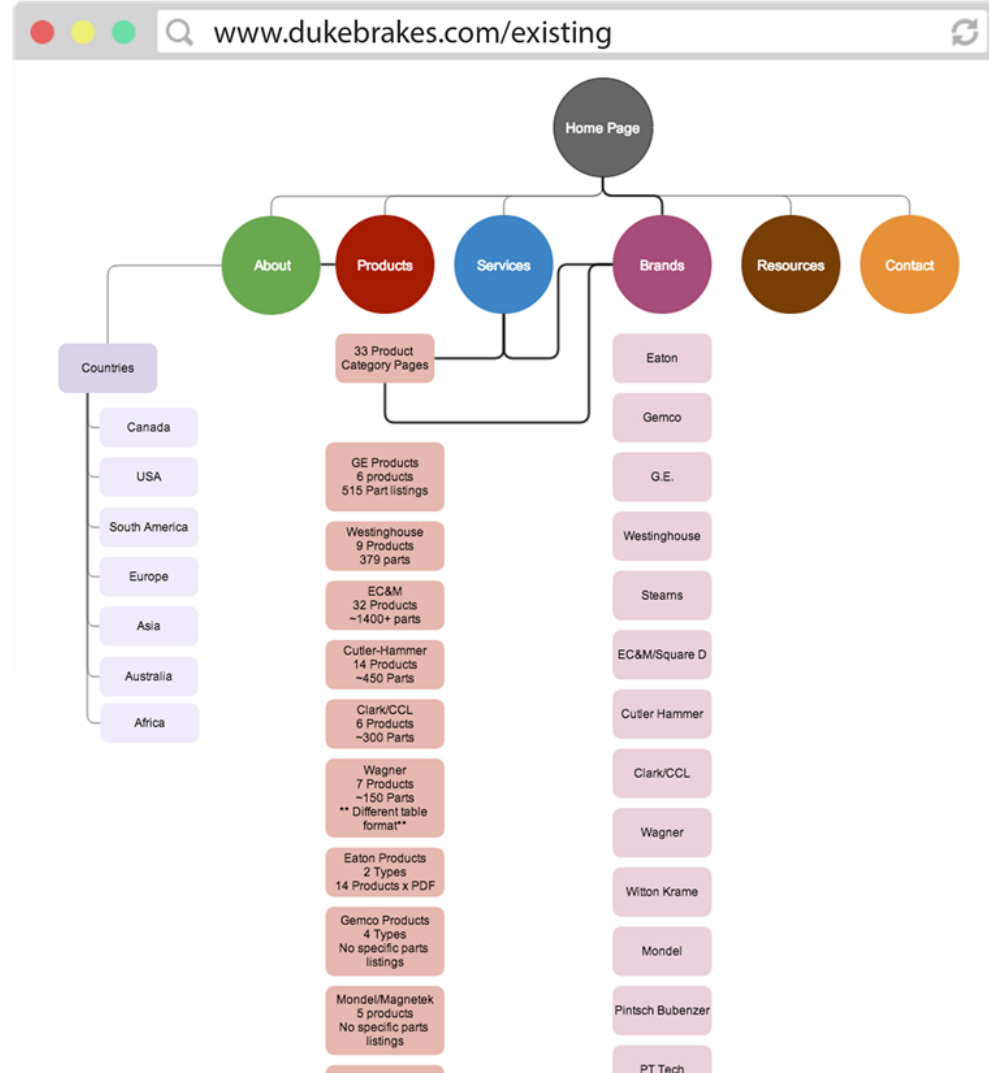 www.dukebrakes.com/existing
Home Page
About
Products
Services
Brands
Resources
Contact
Countries
Canada
USA
South America
Europe
Asia
Australia
Africa
33 Product
Category Pages
GE Products
6 products
515 Part listings
Westinghouse
9 Products
379 parts
EC&M
32 Products
~1400+ parts
Cutler-Hammer
14 Products
~450 Parts
Clark/CCL
6 Products
~300 Parts
Wagner
7 Products
~150 Parts
** Different table
format**
Eaton Products
2 Types
14 Products x PDF
Gemco Products
4 Types
No specific parts
listings
Mondel/Magnetek
5 products
No specific parts
listings
Eaton
Gemco
G.E.
Westinghouse
Stearns
EC&M/Square D
Cutler Hammer
Clark/CCL
Wagner
Witton Krame
Mondel
Pintsch Bubenzer
PT Tech